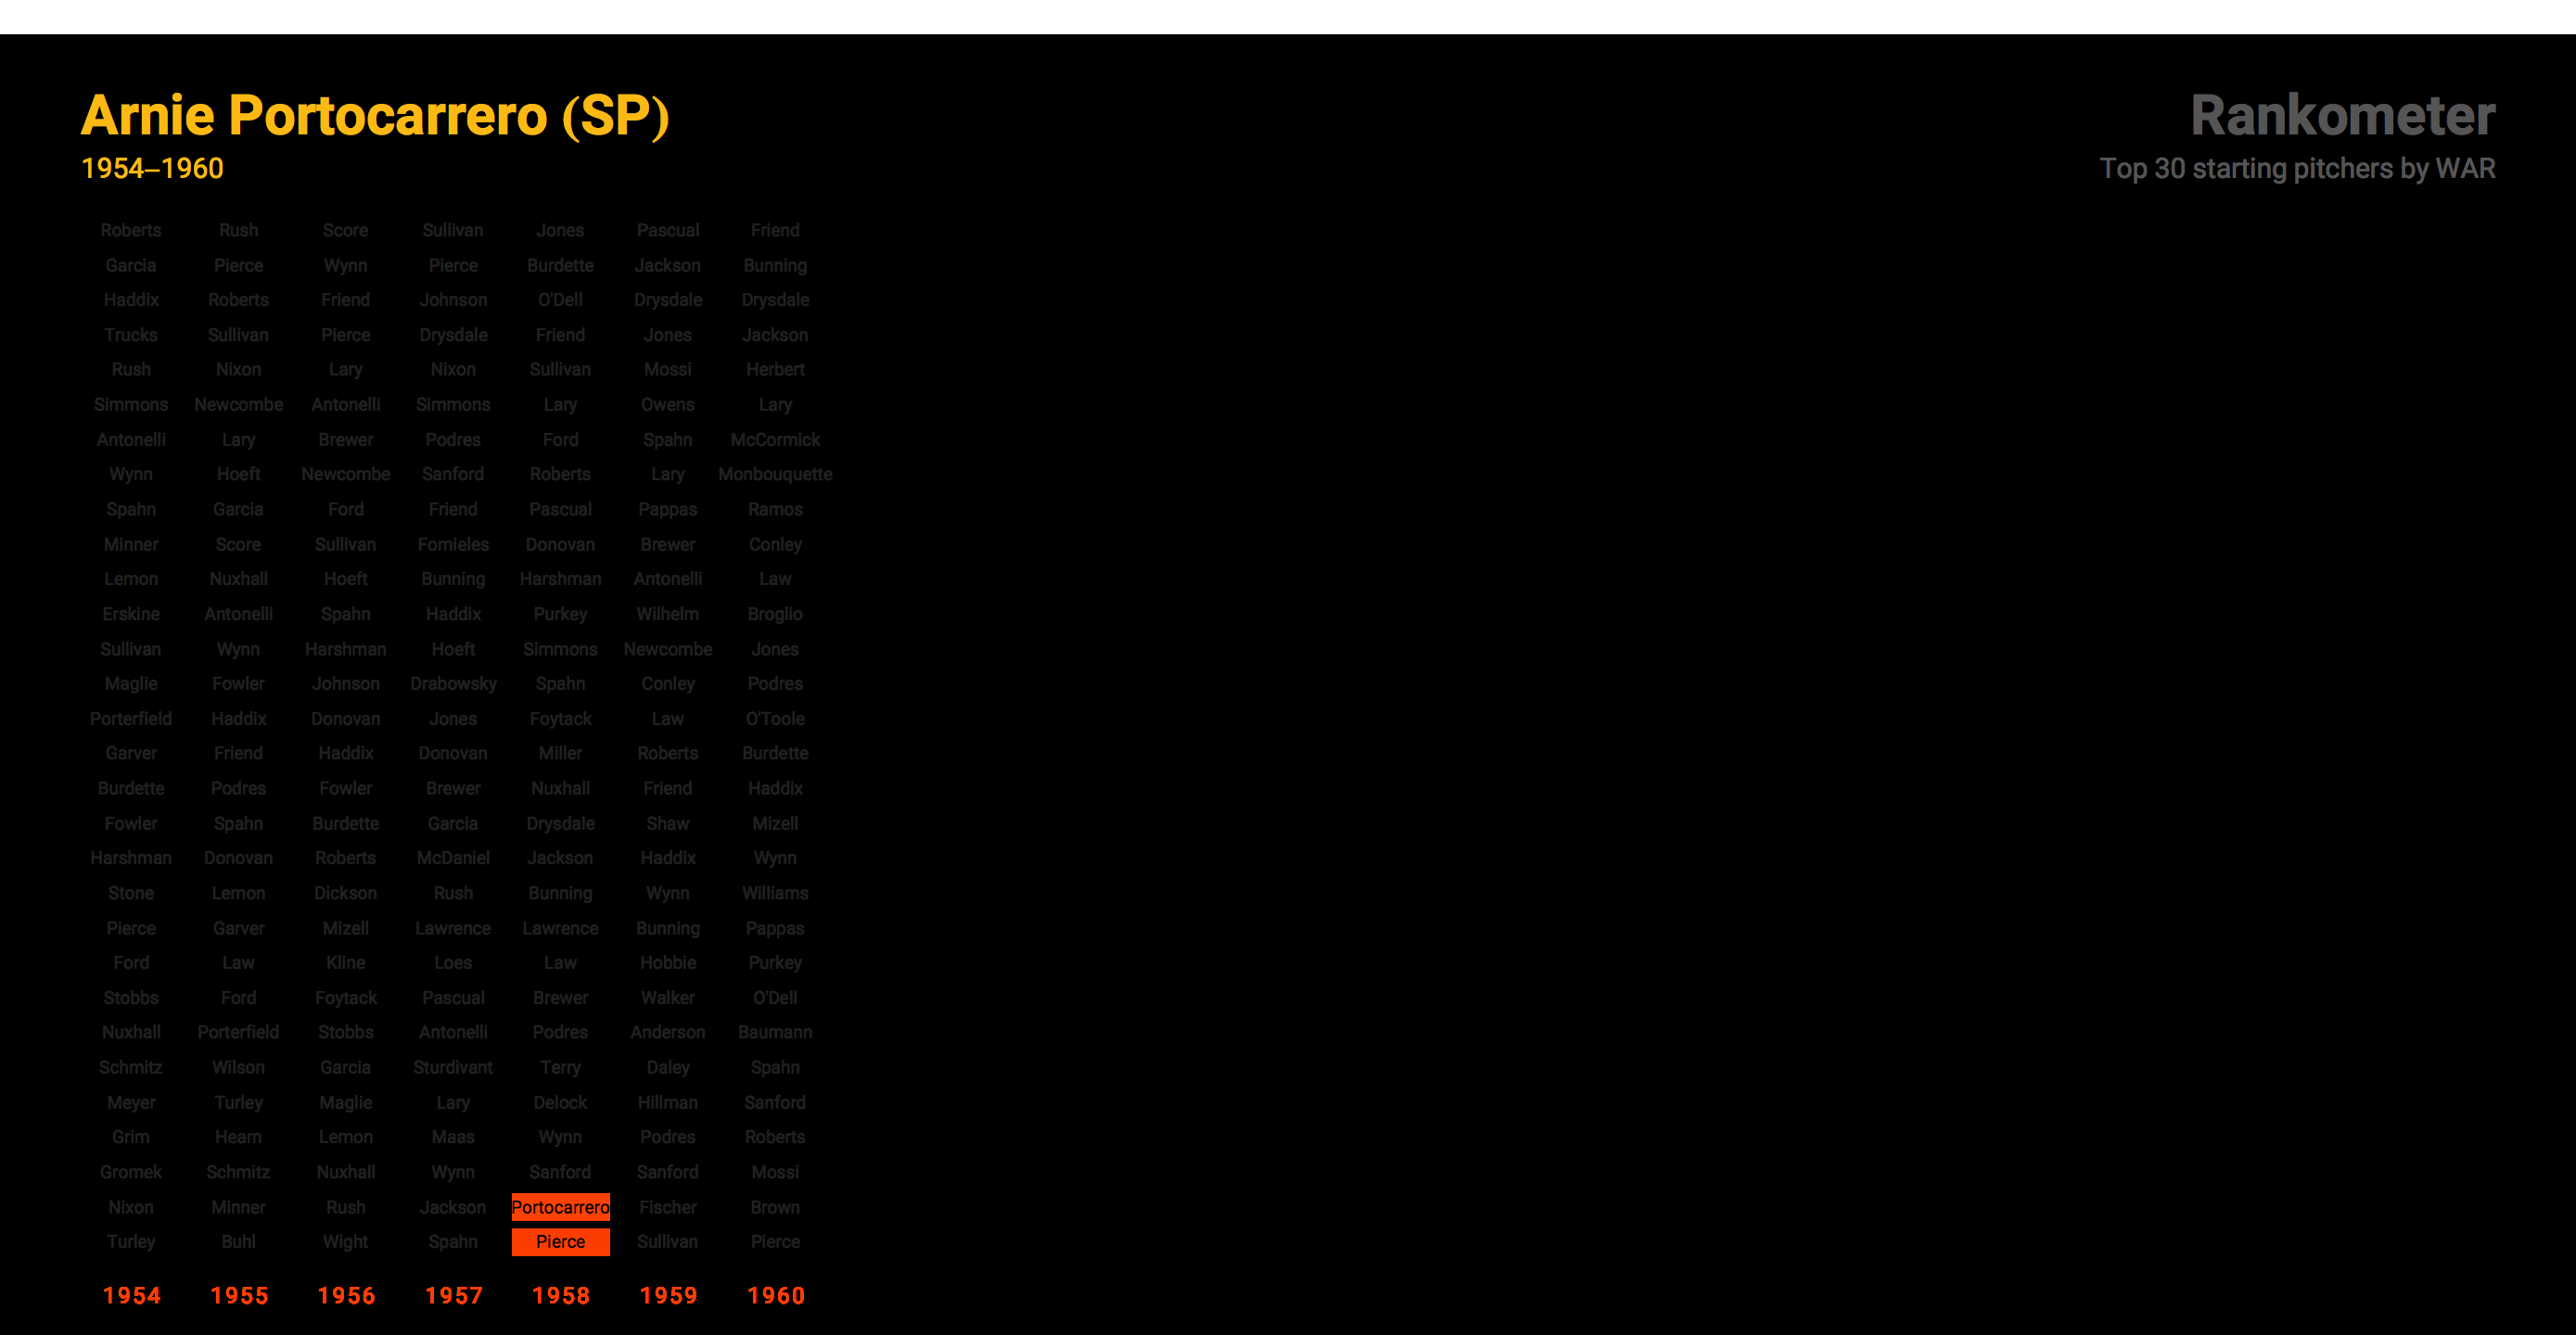 Arnie Portocarrero (SP)
Rankometer
1954–1960
Top 30 starting pitchers by WAR
Roberts Rush Score Sullivan Jones Pascual Friend
Garcia Pierce Wynn Pierce Burdette Jackson Bunning
Haddix Roberts Friend Johnson O'Dell Drysdale Drysdale
Trucks Sullivan Pierce Drysdale Friend Jones Jackson
Rush Nixon Lary Nixon Sullivan Mossi Herbert
Simmons Newcombe Antonelli Simmons Lary Owens Lary
Antonelli Lary Brewer Podres Ford Spahn McCormick
Wynn Hoeft Newcombe Sanford Roberts Lary Monbouquette
Spahn Garcia Ford Friend Pascual Pappas Ramos
Minner Score Sullivan Fornieles Donovan Brewer Conley
Lemon Nuxhall Hoeft Bunning Harshman Antonelli Law
Erskine Antonelli Spahn Haddix Purkey Wilhelm Broglio
Sullivan Wynn Harshman Hoeft Simmons Newcombe Jones
Maglie Fowler Johnson Drabowsky Spahn Conley Podres
Porterfield Haddix Donovan Jones Foytack Law O'Toole
Garver Friend Haddix Donovan Miller Roberts Burdette
Burdette Podres Fowler Brewer Nuxhall Friend Haddix
Fowler Spahn Burdette Garcia Drysdale Shaw Mizell
Harshman Donovan Roberts McDaniel Jackson Haddix Wynn
Stone Lemon Dickson Rush Bunning Wynn Williams
Pierce Garver Mizell Lawrence Lawrence Bunning Pappas
Ford Law Kline Loes Law Hobbie Purkey
Stobbs Ford Foytack Pascual Brewer Walker O'Dell
Nuxhall Porterfield Stobbs Antonelli Podres Anderson Baumann
Schmitz Wilson Garcia Sturdivant Terry Daley Spahn
Meyer Turley Maglie Lary Delock Hillman Sanford
Grim Hearn Lemon Maas Wynn Podres Roberts
Gromek Schmitz Nuxhall Wynn Sanford Sanford Mossi
Nixon Minner Rush Jackson Portocarrero Fischer Brown
Turley Buhl Wight Spahn Pierce Sullivan Pierce
1954 1955 1956 1957 1958 1959 1960